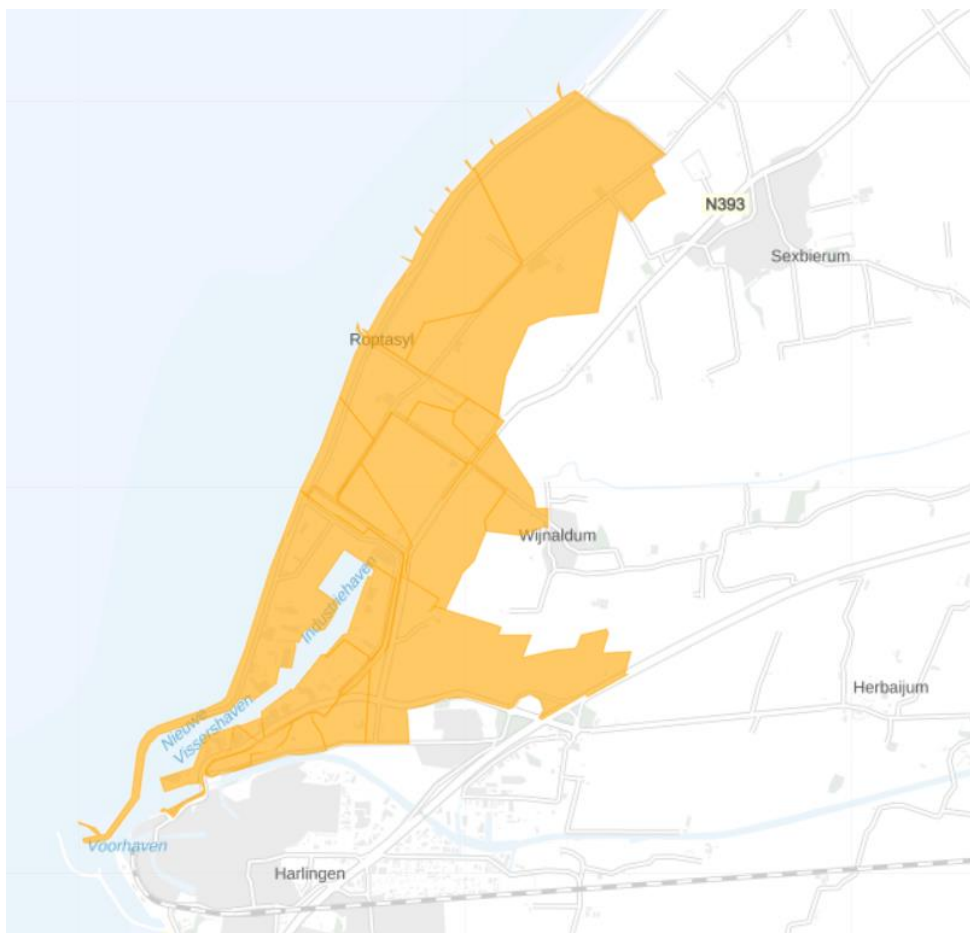 N393
Sexbierum
Roptasyl
Wijnaldum
Industriehaven
Herbaijum
Nieuwe
Vissershaven
Voorhaven
Harlingen